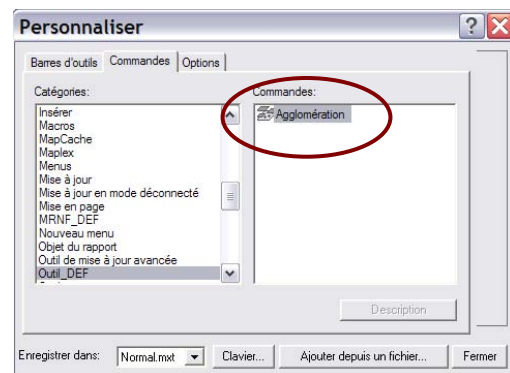 Personnaliser
Barres d'outils Commandes Options
Catégories: Commandes:
Insérer
Macros
MapCache
Maplex
Menus
Mise à jour
Mise à jour en mode déconnecté
Mise en page
MRNF_DEF
Nouveau menu
Objet du rapport
Outil de mise à jour avancée
Outil_DEF
Agglomération
Description
Enregistrer dans: Normal.mxt Clavier... Ajouter depuis un fichier... Fermer